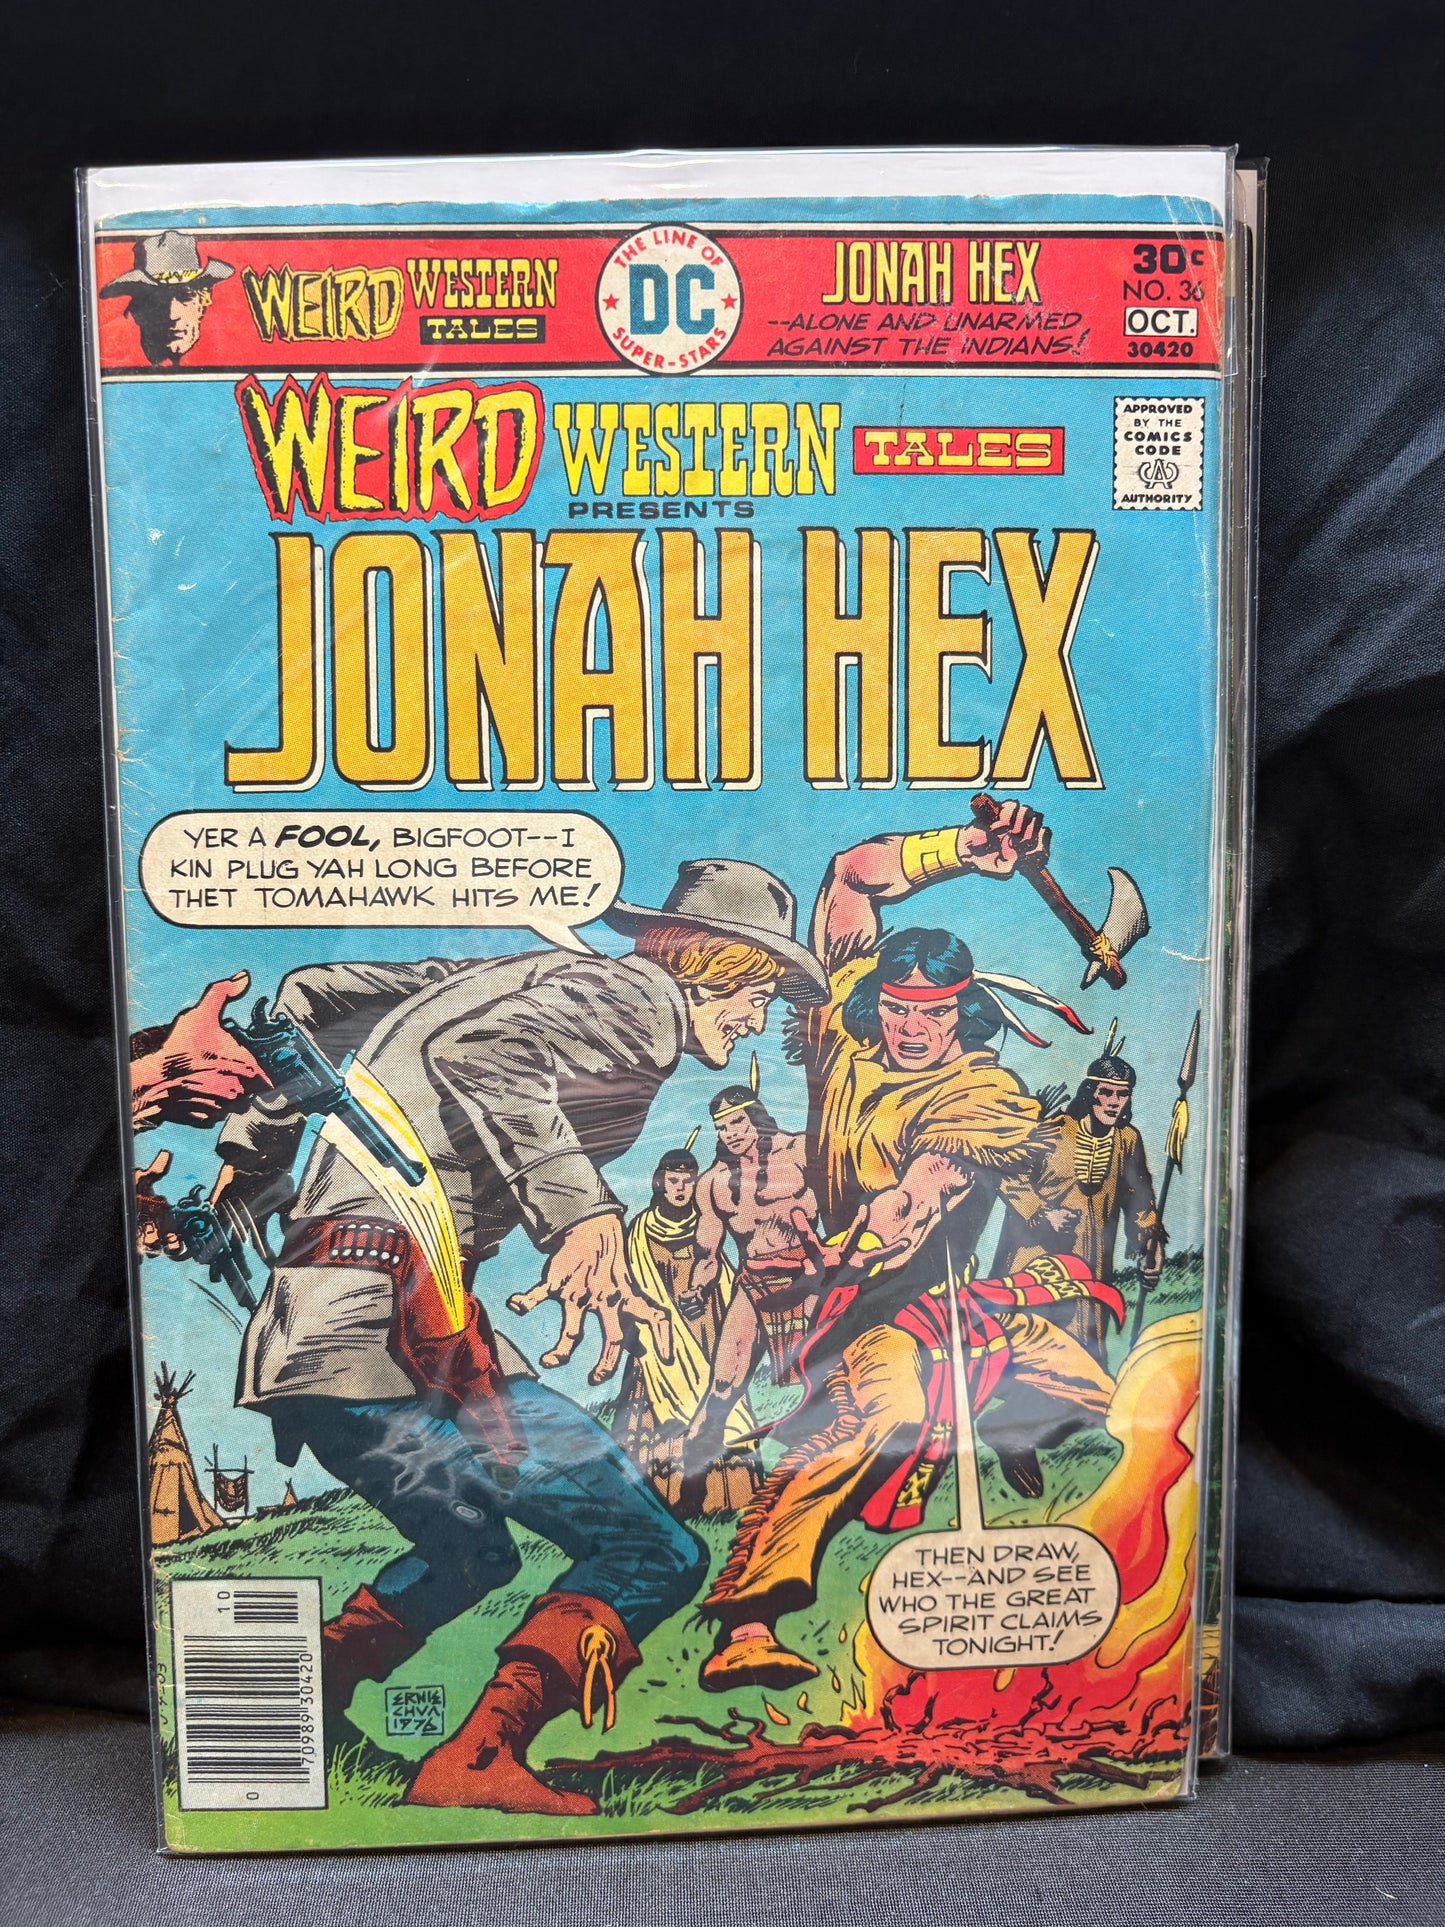 WEIRD WESTERN TALES
THE LINE OF
DC
SUPER-STARS
JONAH HEX
--ALONE AND UNARMED
AGAINST THE INDIANS!
30¢
NO. 36
OCT.
30420
APPROVED
BY THE
COMICS
CODE
CA
AUTHORITY
WEIRD WESTERN TALES
PRESENTS
JONAH HEX
YER A FOOL, BIGFOOT--I
KIN PLUG YAH LONG BEFORE
THET TOMAHAWK HITS ME!
THEN DRAW,
HEX--AND SEE
WHO THE GREAT
SPIRIT CLAIMS
TONIGHT!
10
0
70989 30420
ERNIE
CHUA
1976